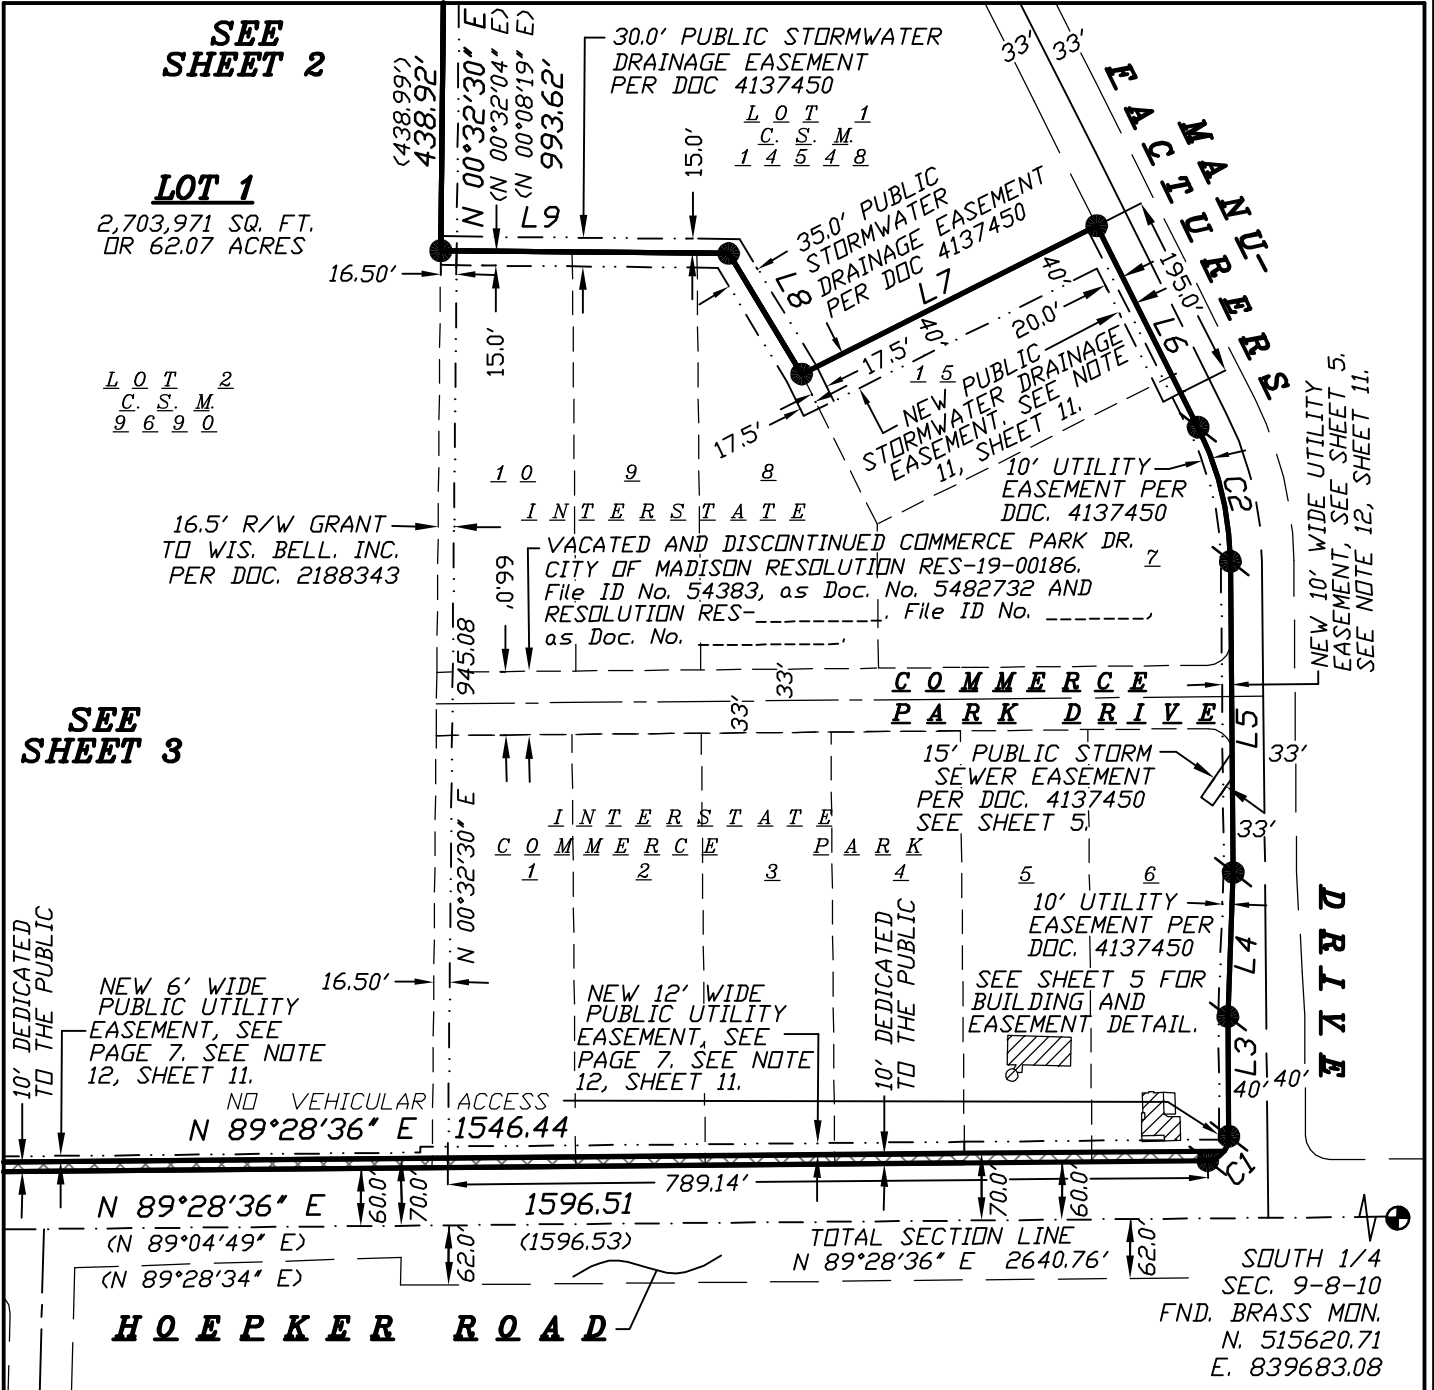 SEE
SHEET 2
(438.99')
438.92'
N 00°32'30" E
(N 00°32'04" E)
(N 00°08'19" E)
993.62'
30.0' PUBLIC STORMWATER
DRAINAGE EASEMENT
PER DOC 4137450
LOT 1
C. S. M.
14548
15.0'
33'
33'
MANU-
FACTURERS
LOT 1
2,703,971 SQ. FT.
OR 62.07 ACRES
L9
16.50'
15.0'
35.0' PUBLIC
STORMWATER
DRAINAGE EASEMENT
PER DOC 4137450
L8
L7
40'
40'
195.0'
L6
20.0'
17.5'
17.5'
15
NEW PUBLIC
STORMWATER DRAINAGE
EASEMENT, SEE NOTE
11, SHEET 11.
LOT 2
C. S. M.
9690
10
9
8
INTERSTATE
10' UTILITY
EASEMENT PER
DOC. 4137450
C2
NEW 10' WIDE UTILITY
EASEMENT, SEE SHEET 5.
SEE NOTE 12, SHEET 11.
16.5' R/W GRANT
TO WIS. BELL. INC.
PER DOC. 2188343
66.0'
VACATED AND DISCONTINUED COMMERCE PARK DR.
CITY OF MADISON RESOLUTION RES-19-00186,
File ID No. 54383, as Doc. No. 5482732 AND
RESOLUTION RES-__________, File ID No. ________,
as Doc. No. ___________,
7
945.08
33'
33'
COMMERCE
PARK DRIVE
L5
33'
33'
SEE
SHEET 3
15' PUBLIC STORM
SEWER EASEMENT
PER DOC. 4137450
SEE SHEET 5.
INTERSTATE
COMMERCE PARK
1
2
3
4
5
6
N 00°32'30" E
10' UTILITY
EASEMENT PER
DOC. 4137450
L4
DRIVE
10' DEDICATED
TO THE PUBLIC
NEW 6' WIDE
PUBLIC UTILITY
EASEMENT, SEE
PAGE 7. SEE NOTE
12, SHEET 11.
16.50'
NEW 12' WIDE
PUBLIC UTILITY
EASEMENT, SEE
PAGE 7. SEE NOTE
12, SHEET 11.
10' DEDICATED
TO THE PUBLIC
SEE SHEET 5 FOR
BUILDING AND
EASEMENT DETAIL.
L3
40'
40'
NO VEHICULAR ACCESS
N 89°28'36" E 1546.44
C1
789.14'
N 89°28'36" E
60.0'
70.0'
1596.51
70.0'
60.0'
(N 89°04'49" E)
(1596.53)
62.0'
TOTAL SECTION LINE
N 89°28'36" E 2640.76'
62.0'
(N 89°28'34" E)
HOEPKER ROAD
SOUTH 1/4
SEC. 9-8-10
FND. BRASS MON.
N. 515620.71
E. 839683.08